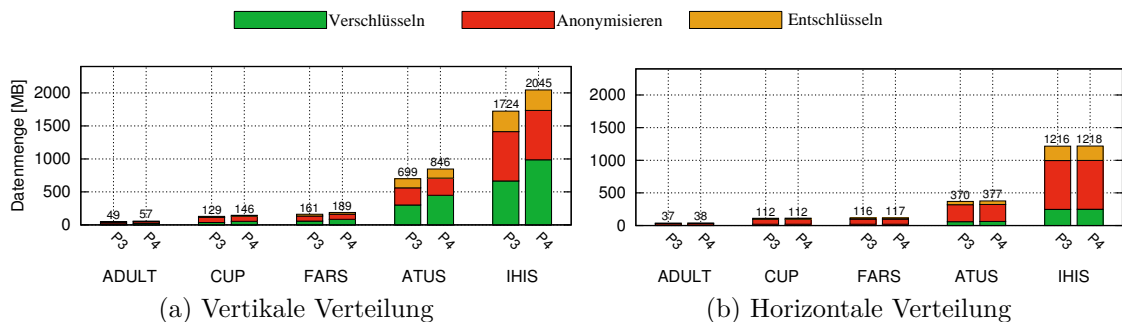 Verschlüsseln Anonymisieren Entschlüsseln
Datenmenge [MB]
2000
1500
1000
500
0
49 57 129 146 161 189 699 846 1724 2045
P3 P4 P3 P4 P3 P4 P3 P4 P3 P4
ADULT CUP FARS ATUS IHIS
(a) Vertikale Verteilung
2000
1500
1000
500
0
37 38 112 112 116 117 370 377 1216 1218
P3 P4 P3 P4 P3 P4 P3 P4 P3 P4
ADULT CUP FARS ATUS IHIS
(b) Horizontale Verteilung